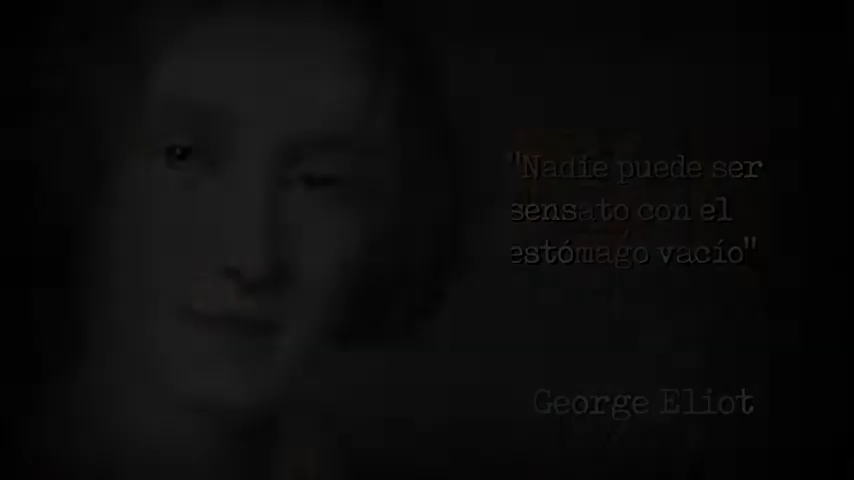 "Nadie puede ser
sensato con el
estómago vacío"
George Eliot